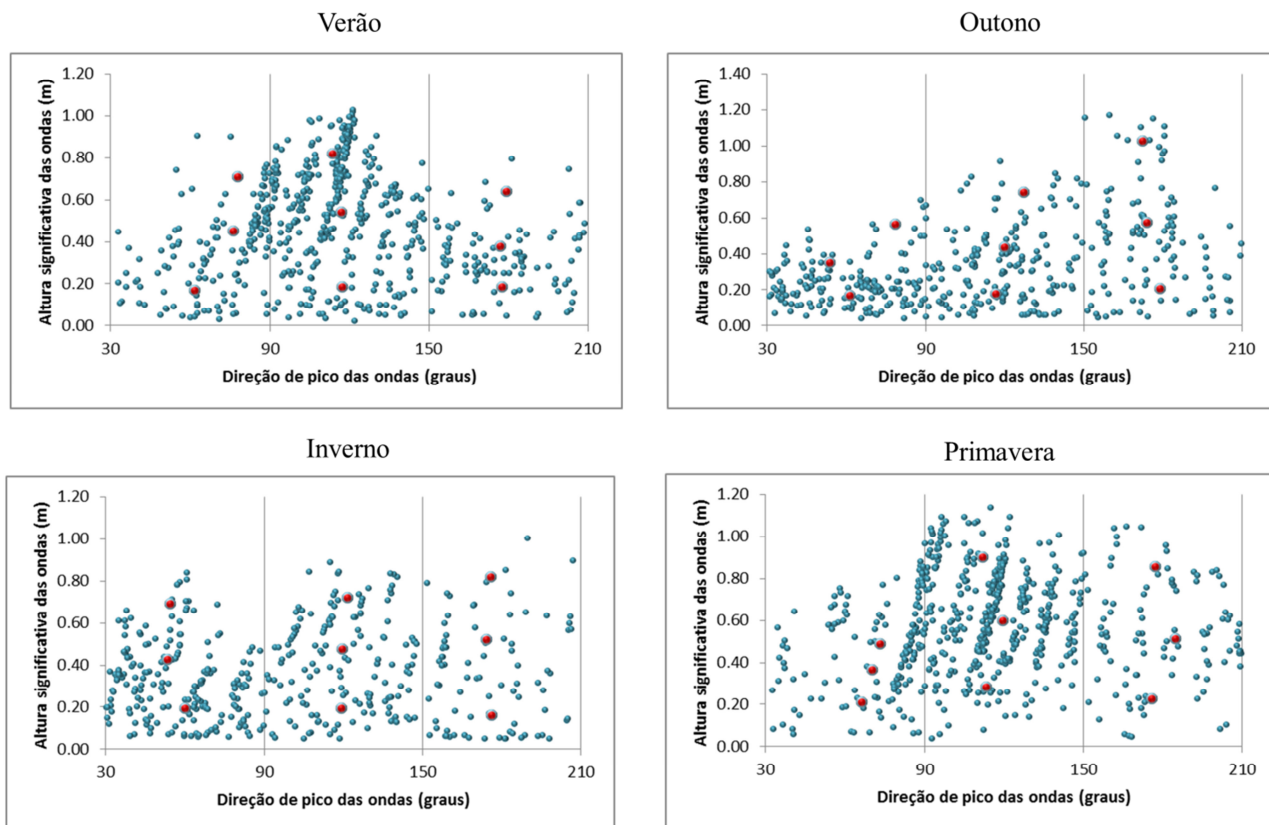 Verão
Altura significativa das ondas (m)
1.20
1.00
0.80
0.60
0.40
0.20
0.00
30 90 150 210
Direção de pico das ondas (graus)
Outono
Altura significativa das ondas (m)
1.40
1.20
1.00
0.80
0.60
0.40
0.20
0.00
30 90 150 210
Direção de pico das ondas (graus)
Inverno
Altura significativa das ondas (m)
1.20
1.00
0.80
0.60
0.40
0.20
0.00
30 90 150 210
Direção de pico das ondas (graus)
Primavera
Altura significativa das ondas (m)
1.20
1.00
0.80
0.60
0.40
0.20
0.00
30 90 150 210
Direção de pico das ondas (graus)